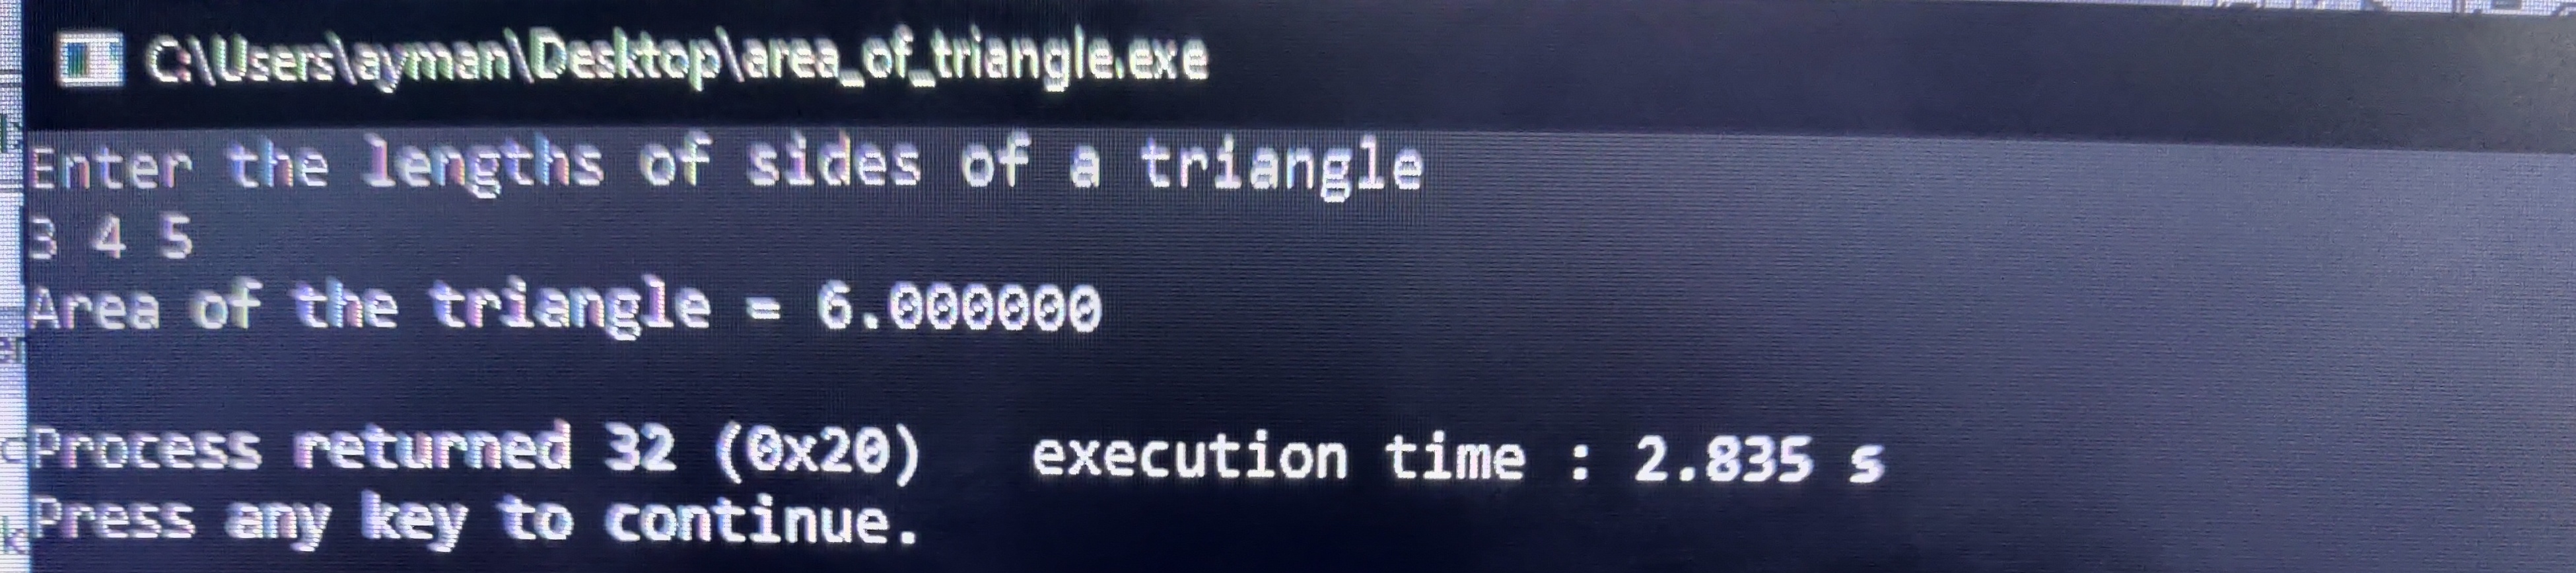 C:\Users\ayman\Desktop\area_of_triangle.exe
Enter the lengths of sides of a triangle
3 4 5
Area of the triangle = 6.000000
Process returned 32 (0x20)   execution time : 2.835 s
Press any key to continue.